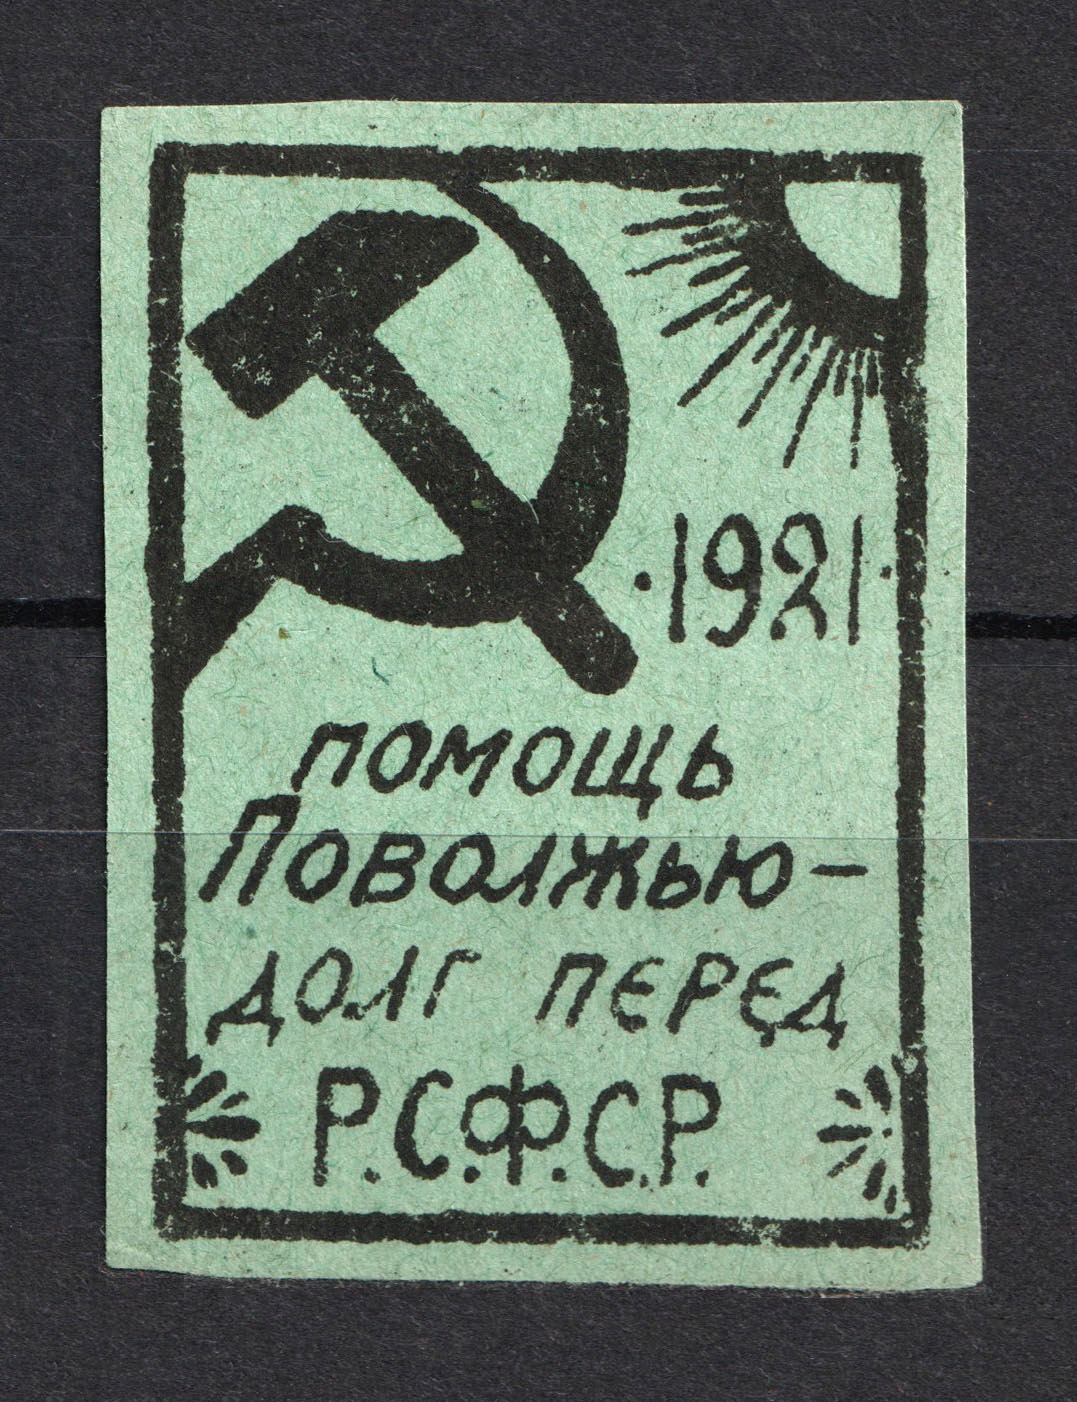 ·1921·
помощь
Поволжью-
долг перед
Р.С.Ф.С.Р.